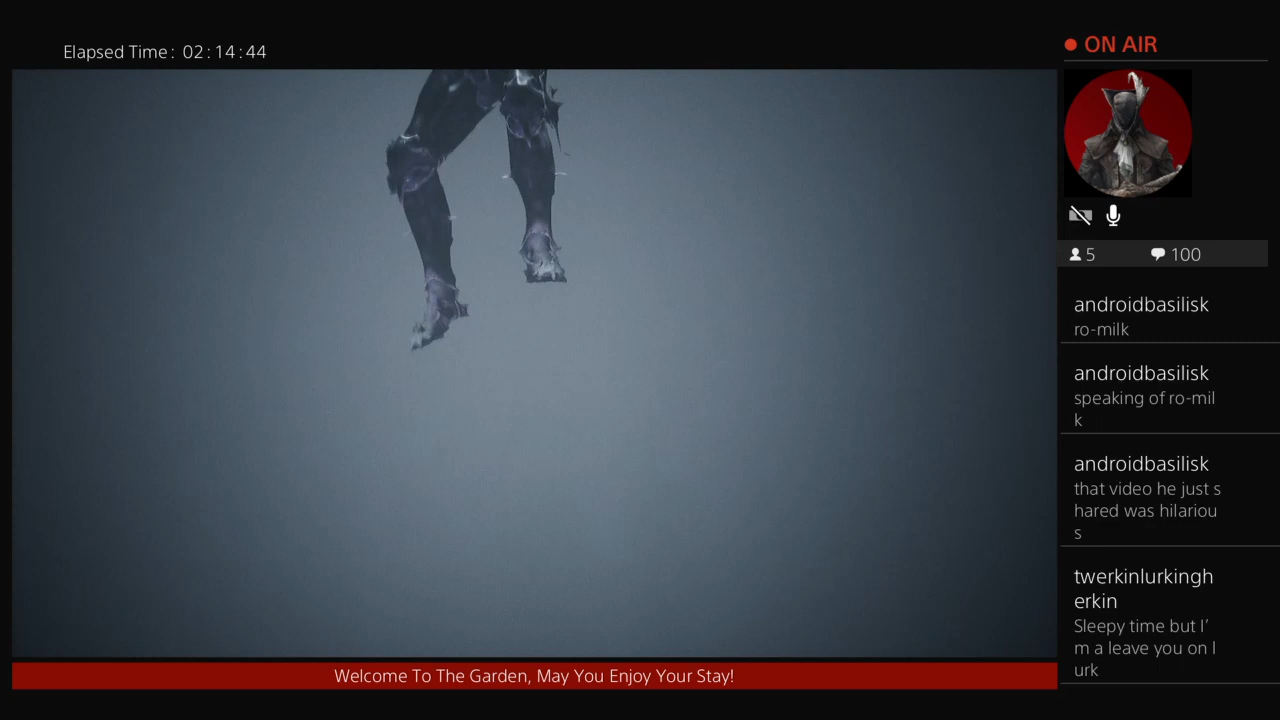 Elapsed Time: 02:14:44
ON AIR
5 100
androidbasilisk
ro-milk
androidbasilisk
speaking of ro-mil
k
androidbasilisk
that video he just s
hared was hilariou
s
twerkinlurkingh
erkin
Sleepy time but I’
m a leave you on l
urk
Welcome To The Garden, May You Enjoy Your Stay!